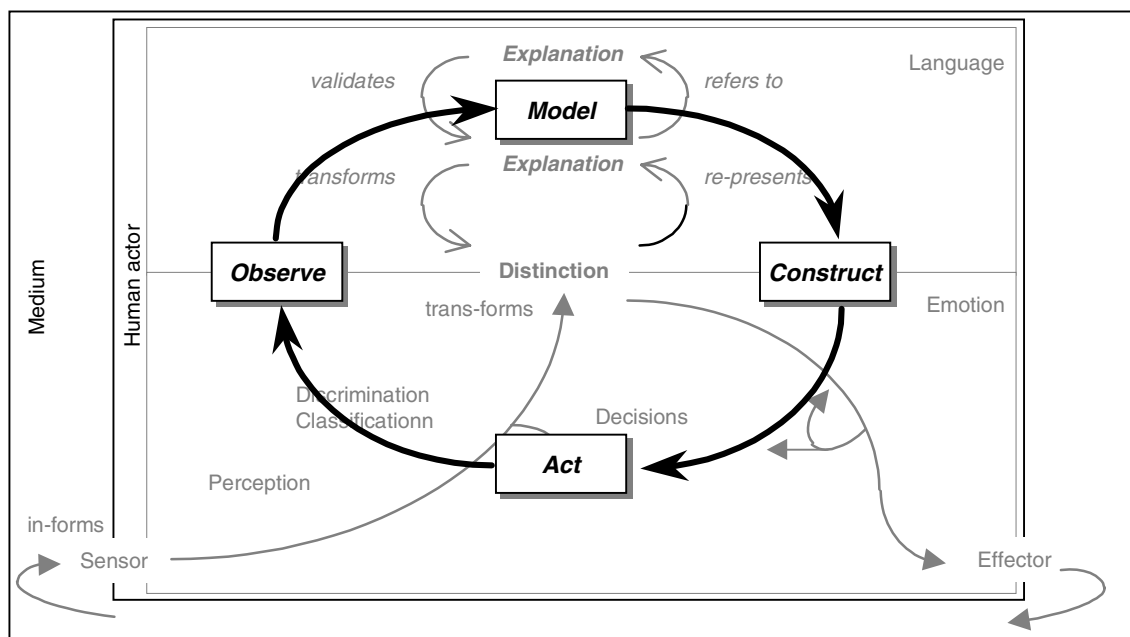 Explanation
Language
validates
refers to
Model
Explanation
transforms
re-presents
Observe
Distinction
Construct
trans-forms
Emotion
Medium
Human actor
Discrimination
Classificationn
Decisions
Act
Perception
in-forms
Sensor
Effector